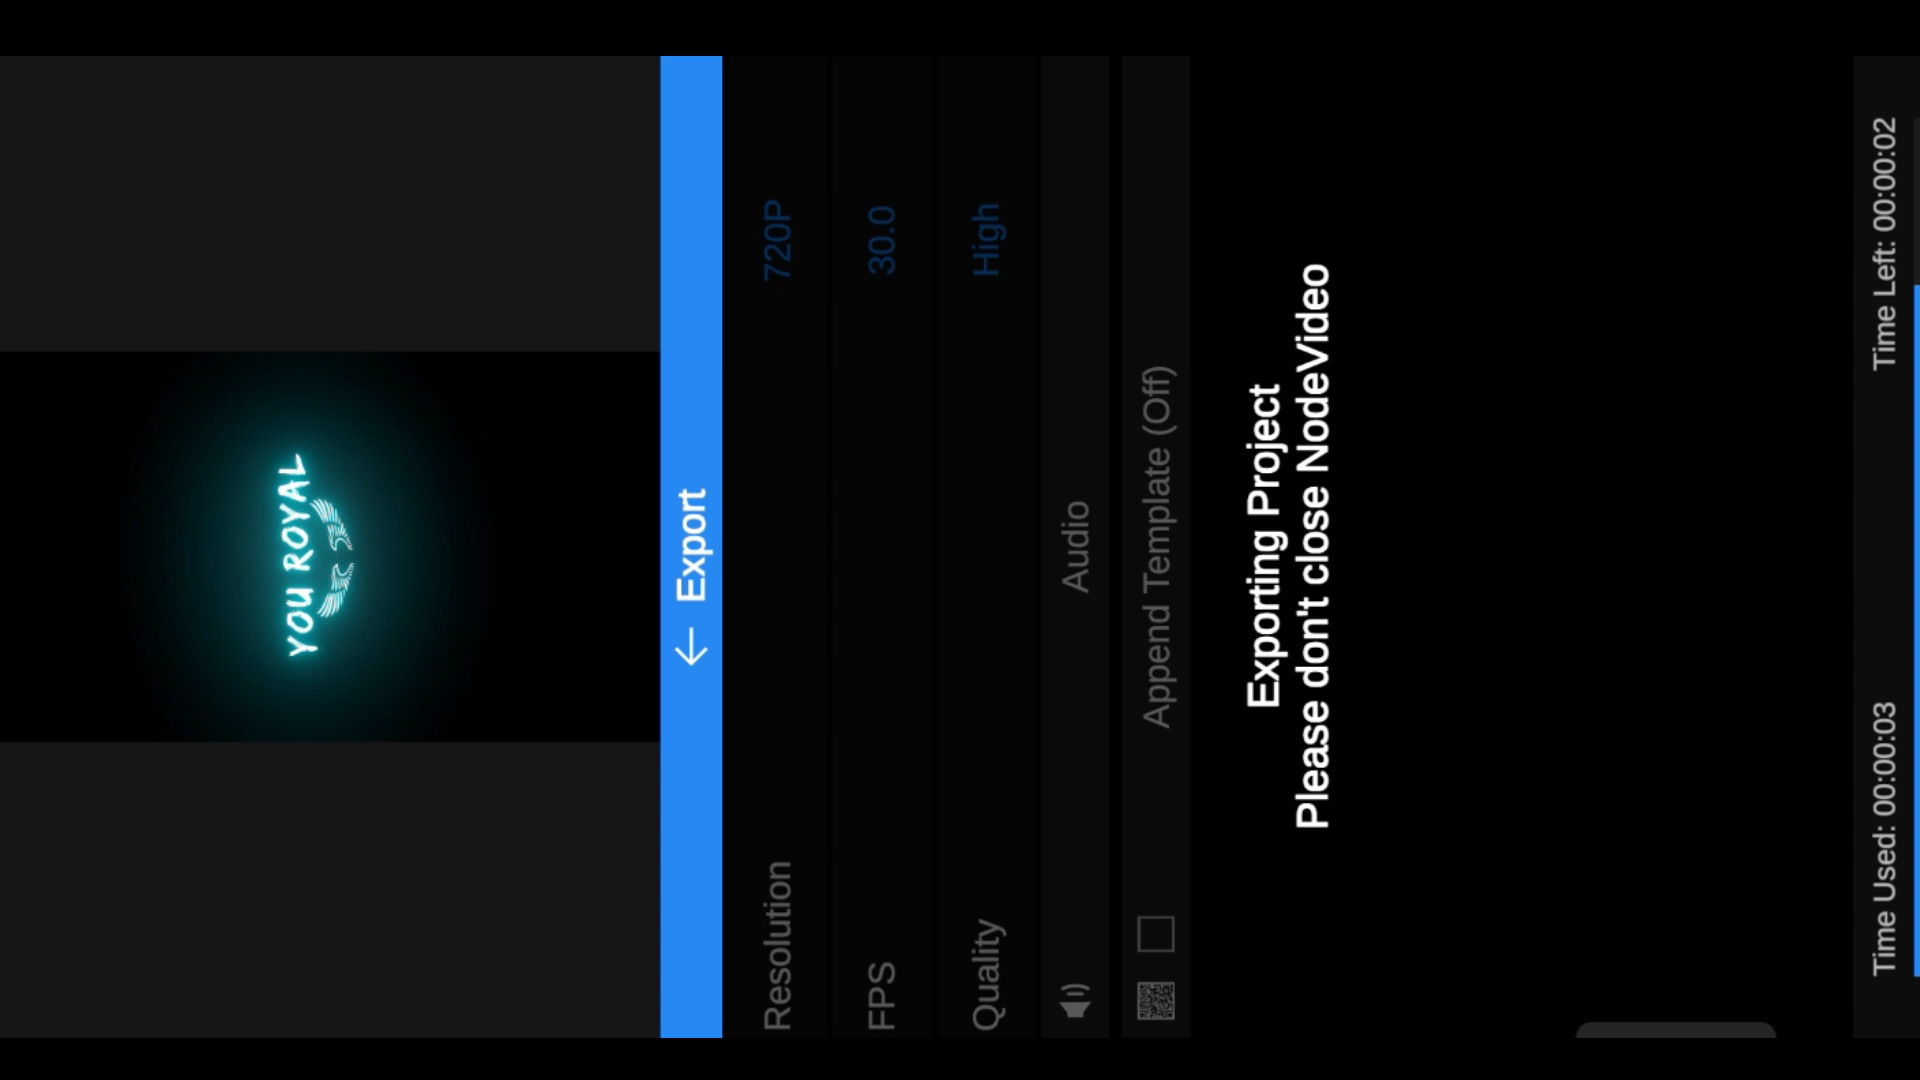 YOU ROYAL
Export
Resolution 720P
FPS 30.0
Quality High
Audio
Append Template (Off)
Exporting Project
Please don't close NodeVideo
Time Used: 00:00:03 Time Left: 00:00:02